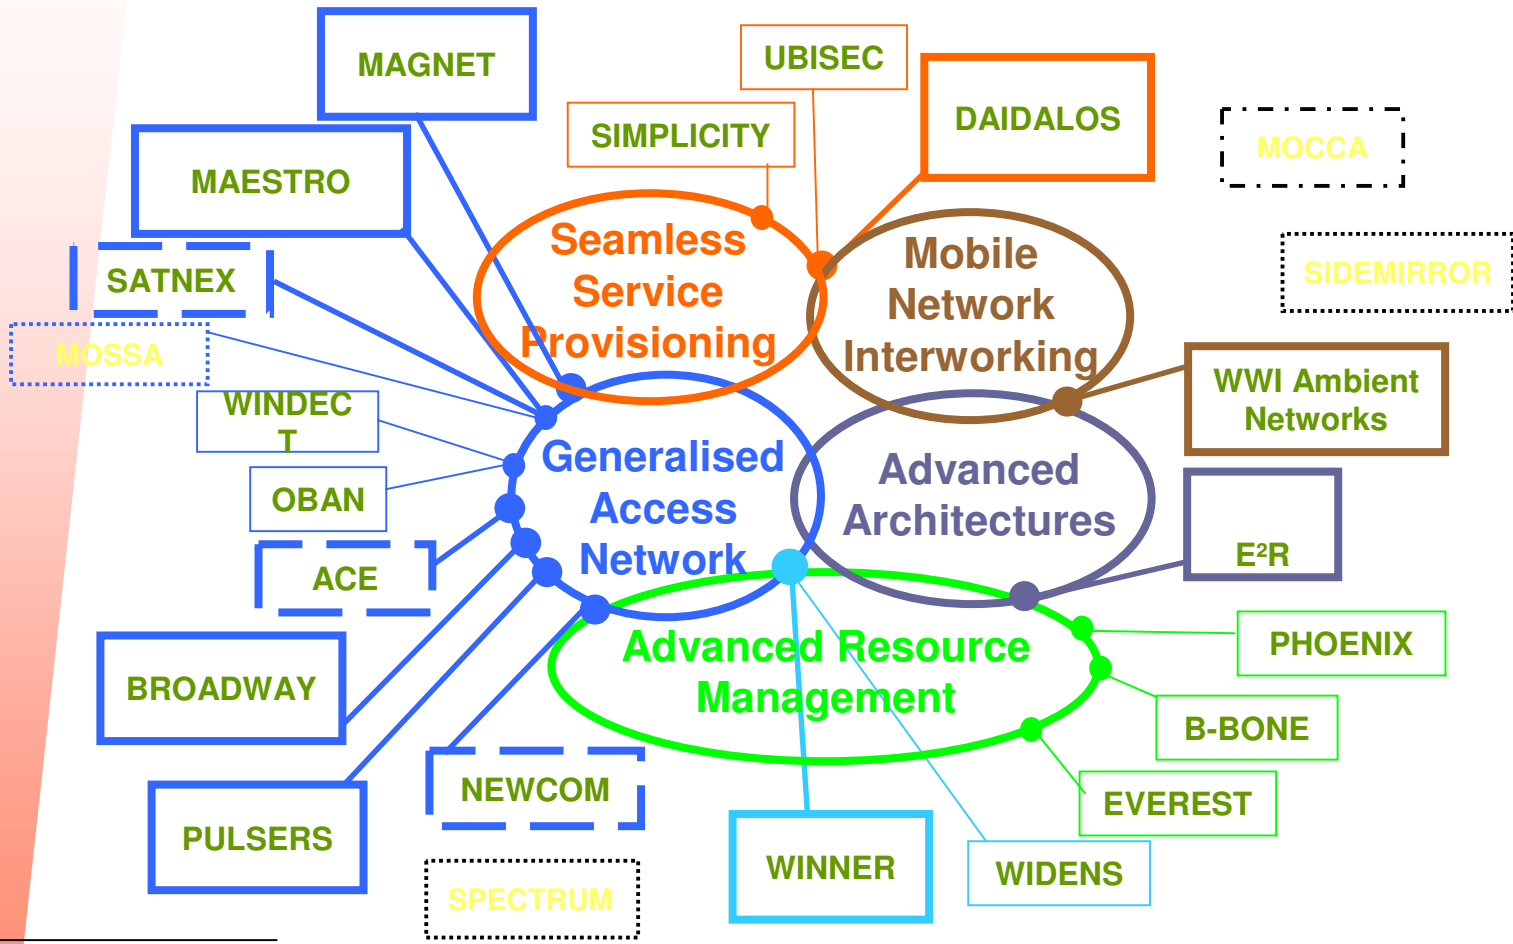 MAGNET
UBISEC
SIMPLICITY
DAIDALOS
MOCCA
MAESTRO
Seamless
Service
Provisioning
Mobile
Network
Interworking
SATNEX
SIDEMIRROR
MOSSA
WINDEC
T
WWI Ambient
Networks
OBAN
Generalised
Access
Network
Advanced
Architectures
E²R
ACE
BROADWAY
Advanced Resource
Management
PHOENIX
B-BONE
NEWCOM
EVEREST
PULSERS
WINNER
WIDENS
SPECTRUM